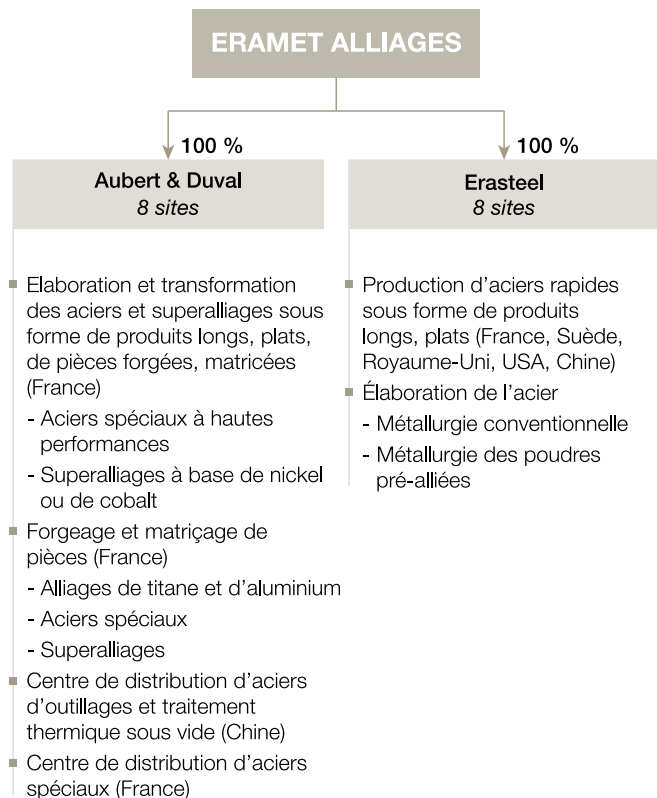 ERAMET ALLIAGES
100 %
100 %
Aubert & Duval
8 sites
Erasteel
8 sites
Elaboration et transformation
des aciers et superalliages sous
forme de produits longs, plats,
de pièces forgées, matricées
(France)
- Aciers spéciaux à hautes
performances
- Superalliages à base de nickel
ou de cobalt
Forgeage et matriçage de
pièces (France)
- Alliages de titane et d’aluminium
- Aciers spéciaux
- Superalliages
Centre de distribution d’aciers
d’outillages et traitement
thermique sous vide (Chine)
Centre de distribution d’aciers
spéciaux (France)
Production d’aciers rapides
sous forme de produits
longs, plats (France, Suède,
Royaume-Uni, USA, Chine)
Élaboration de l’acier
- Métallurgie conventionnelle
- Métallurgie des poudres
pré-alliées